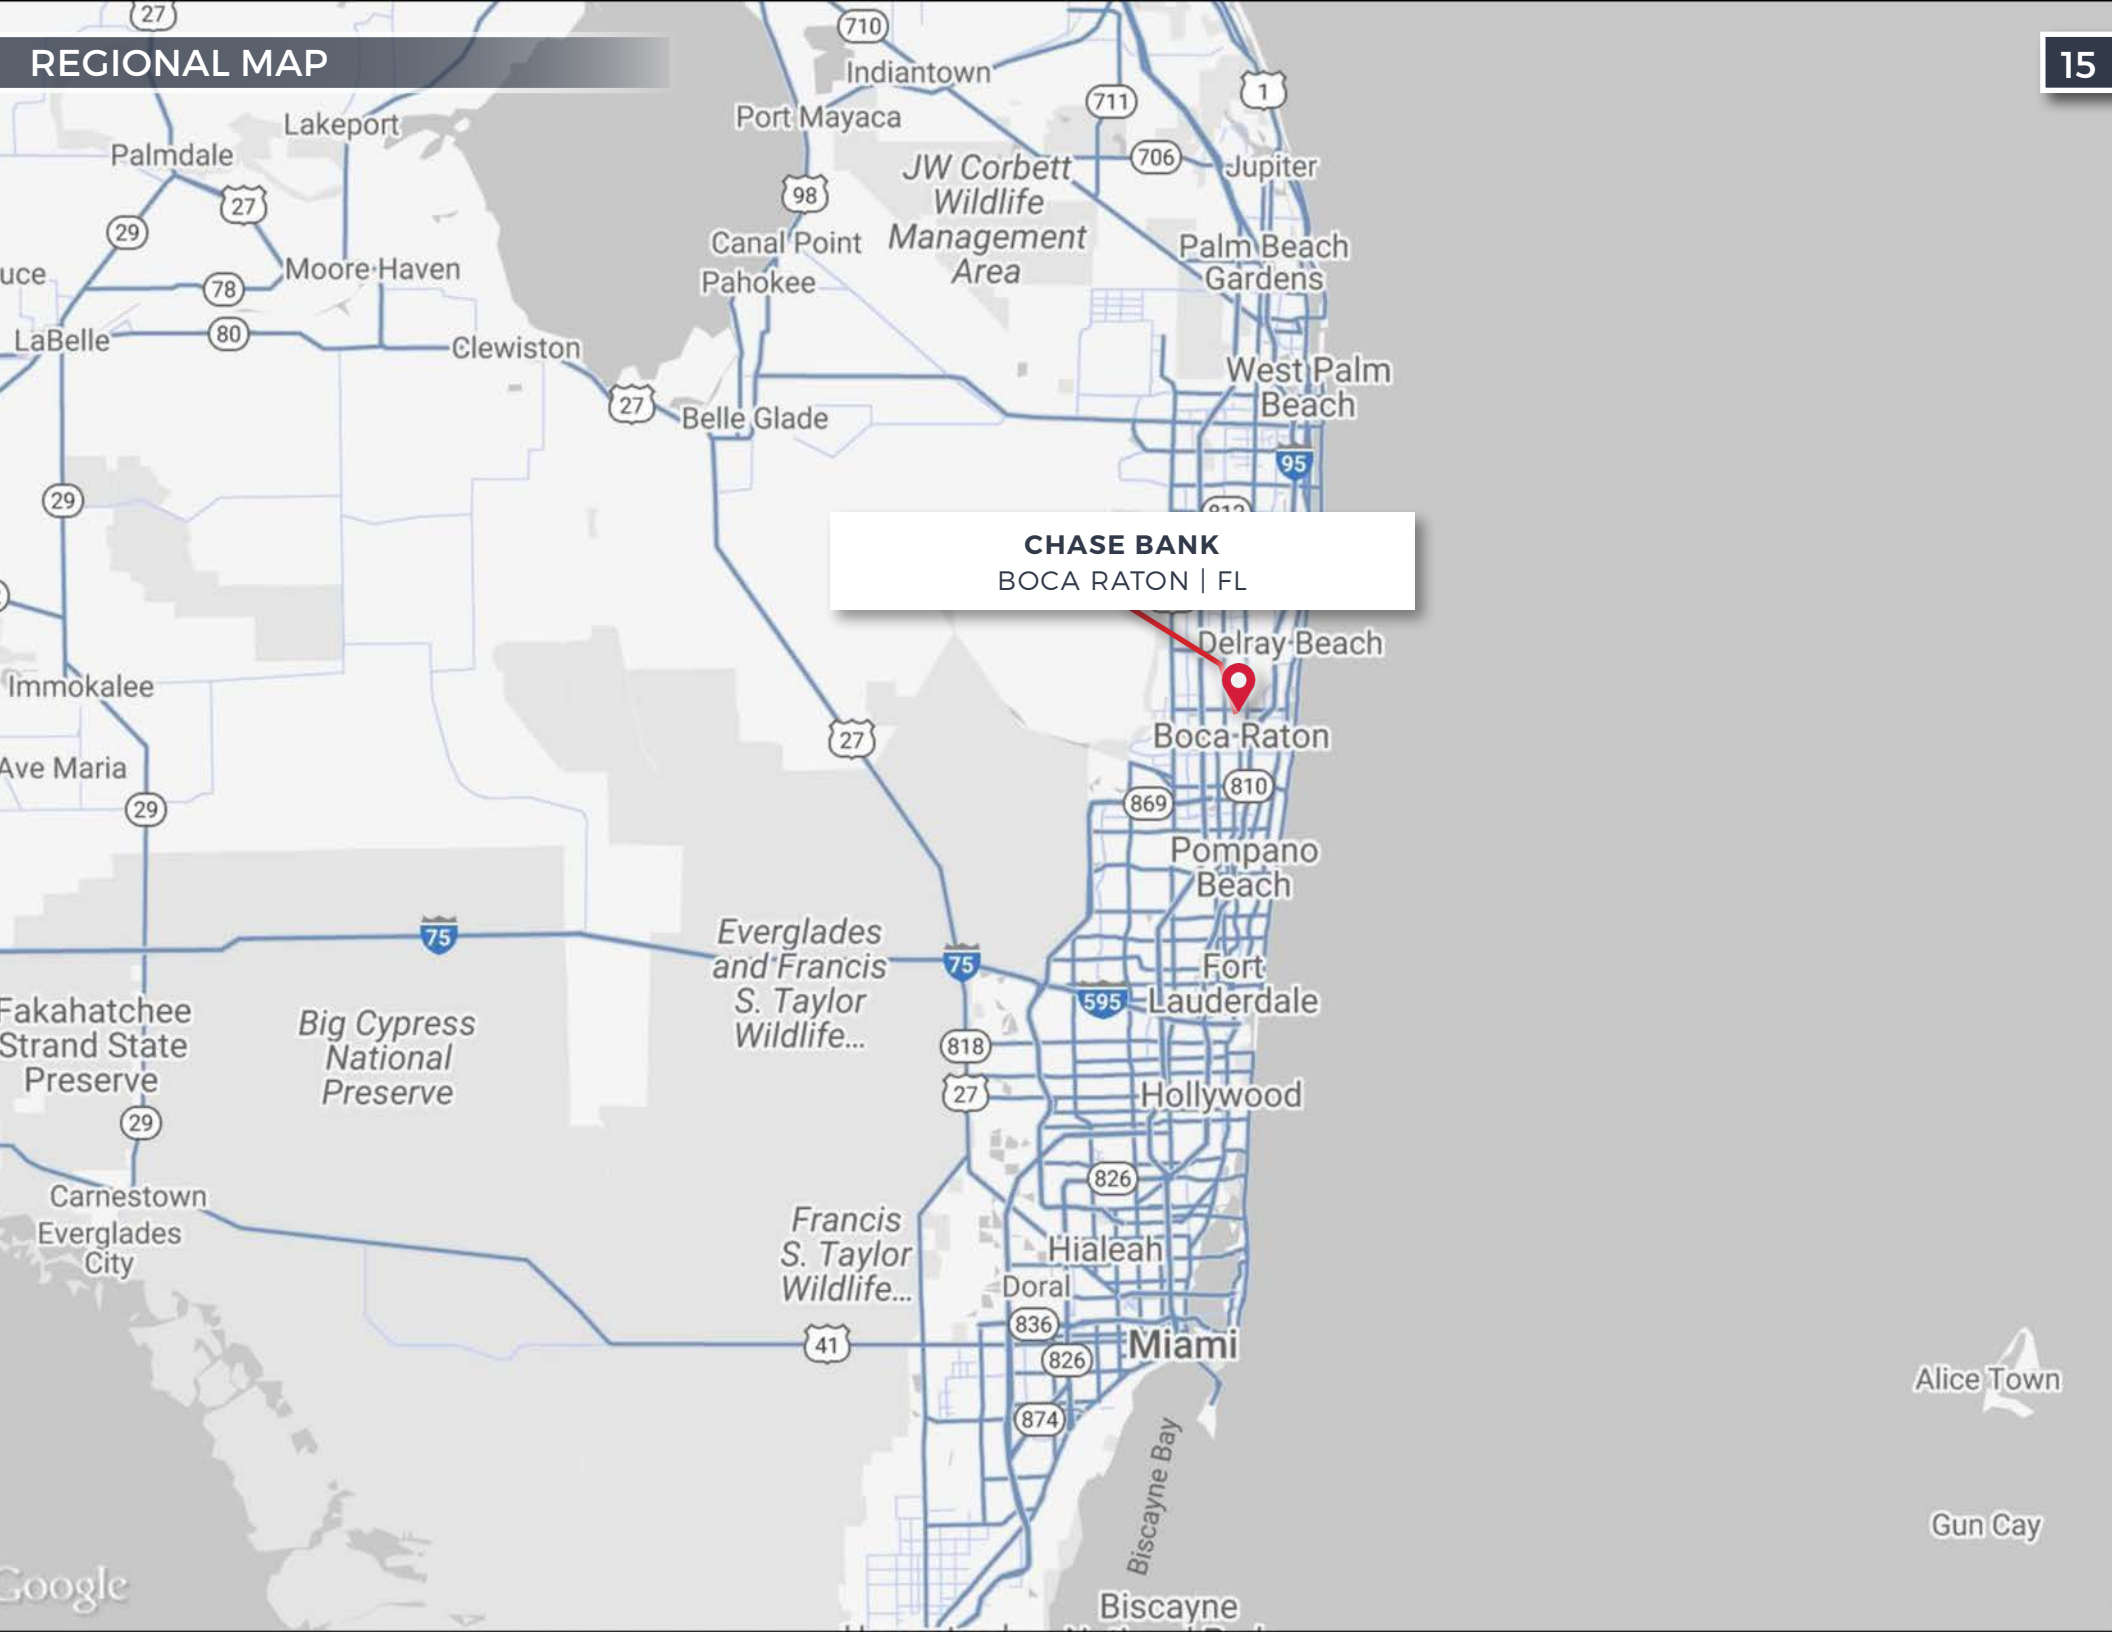 27
710
REGIONAL MAP
15
Indiantown
711
1
Port Mayaca
Lakeport
Palmdale
706
Jupiter
JW Corbett
Wildlife
Management
Area
98
27
29
Canal Point
Palm Beach
Gardens
uce
Moore Haven
78
Pahokee
LaBelle
80
Clewiston
West Palm
Beach
27
Belle Glade
95
29
CHASE BANK
BOCA RATON | FL
Delray Beach
Immokalee
27
Boca Raton
Ave Maria
810
869
29
Pompano
Beach
75
Everglades
and Francis
S. Taylor
Wildlife...
75
Fort
Lauderdale
595
Fakahatchee
Strand State
Preserve
Big Cypress
National
Preserve
818
27
Hollywood
29
826
Carnestown
Everglades
City
Francis
S. Taylor
Wildlife...
Hialeah
Doral
836
41
Miami
826
Alice Town
874
Biscayne Bay
Gun Cay
Google
Biscayne